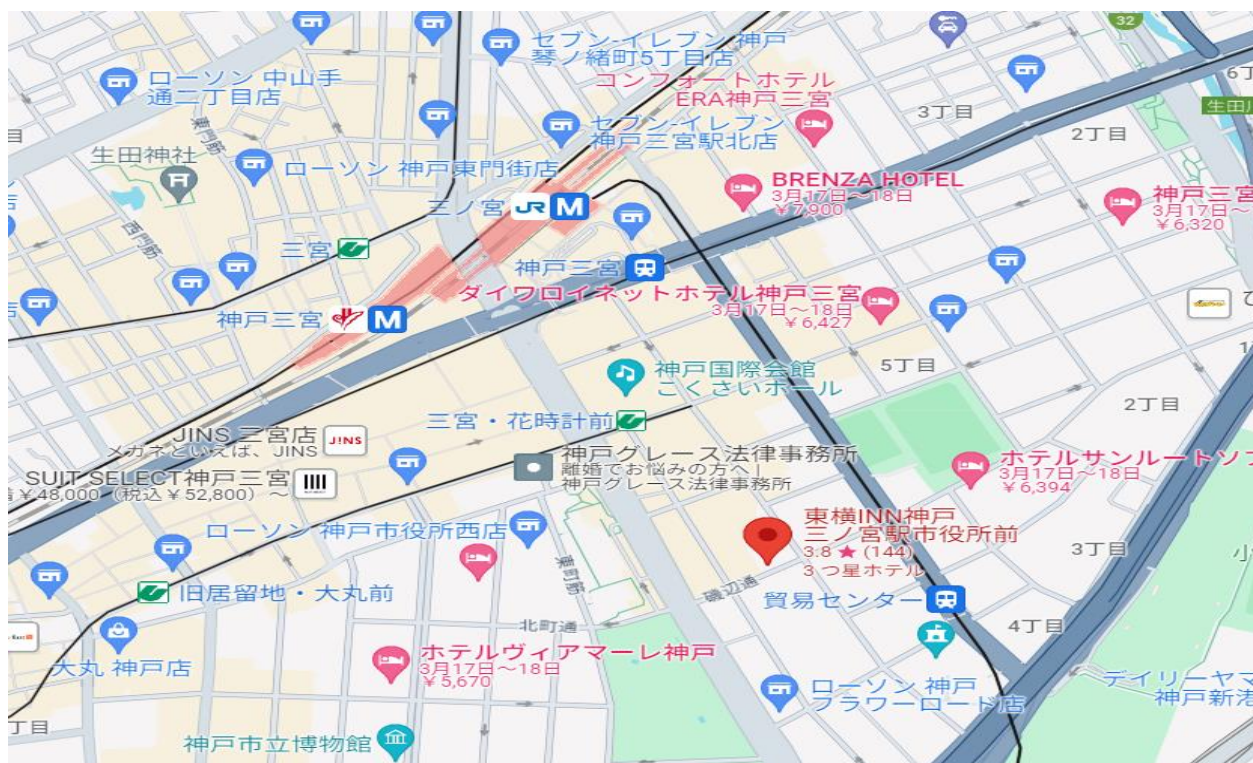 セブン-イレブン 神戸
琴ノ緒町5丁目店
32
ローソン 中山手
通二丁目店
コンフォートホテル
ERA神戸三宮
6丁
3丁目
生田川
東門筋
セブン-イレブン
神戸三宮駅北店
2丁目
生田神社
ローソン 神戸東門街店
BRENZA HOTEL
3月17日~18日
¥7,900
神戸三宮
3月17日~
¥6,320
三ノ宮
JR
M
西門筋
三宮
神戸三宮
ダイワロイネットホテル神戸三宮
3月17日~18日
¥6,427
神戸三宮
M
神戸国際会館
こくさいホール
5丁目
2丁目
三宮・花時計前
JINS 三宮店
メガネといえば、JINS
J!NS
神戸グレース法律事務所
離婚でお悩みの方へ」
神戸グレース法律事務所
SUIT SELECT神戸三宮
¥48,000 (税込¥52,800) ~
ホテルサンルートソプ
3月17日~18日
¥6,394
ローソン 神戸市役所西店
東横INN神戸
三ノ宮駅市役所前
3.8 ★ (144)
3 つ星ホテル
3丁目
東町筋
磯辺通
旧居留地・大丸前
貿易センター
北町通
4丁目
大丸 神戸店
ホテルヴィアマーレ神戸
3月17日~18日
¥5,670
ローソン 神戸
フラワーロード店
デイリーヤマ
神戸新港
丁目
神戸市立博物館